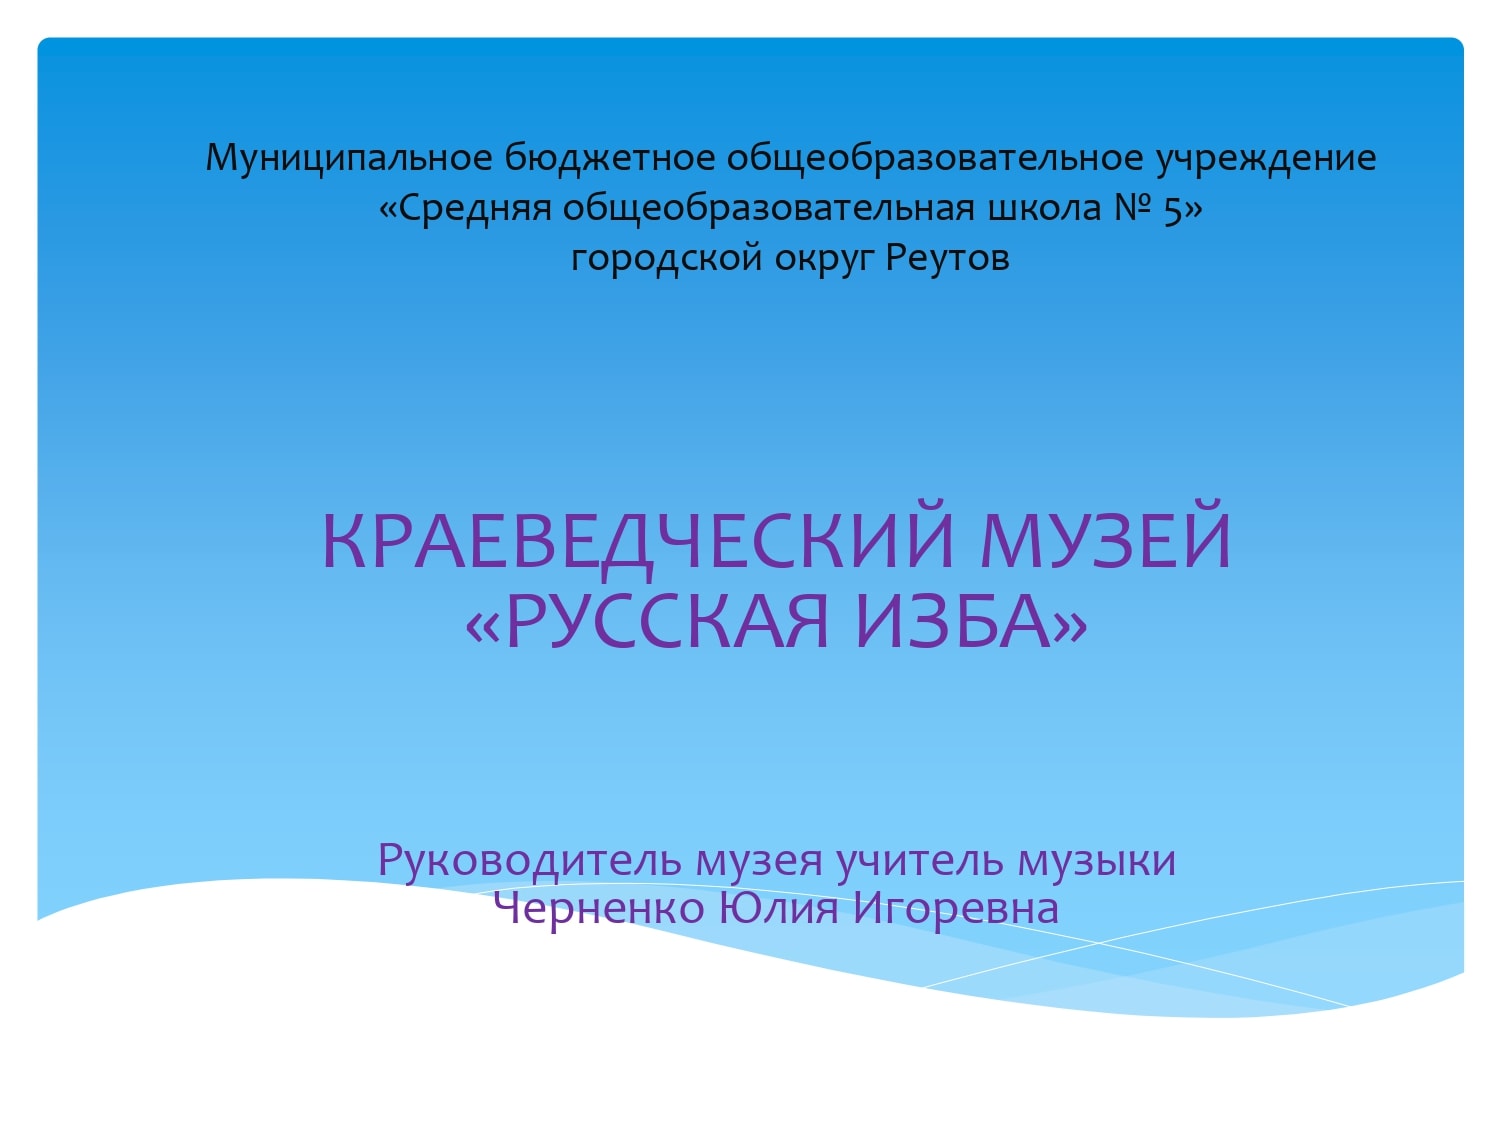 Муниципальное бюджетное общеобразовательное учреждение
«Средняя общеобразовательная школа № 5»
городской округ Реутов
КРАЕВЕДЧЕСКИЙ МУЗЕЙ
«РУССКАЯ ИЗБА»
Руководитель музея учитель музыки
Черненко Юлия Игоревна